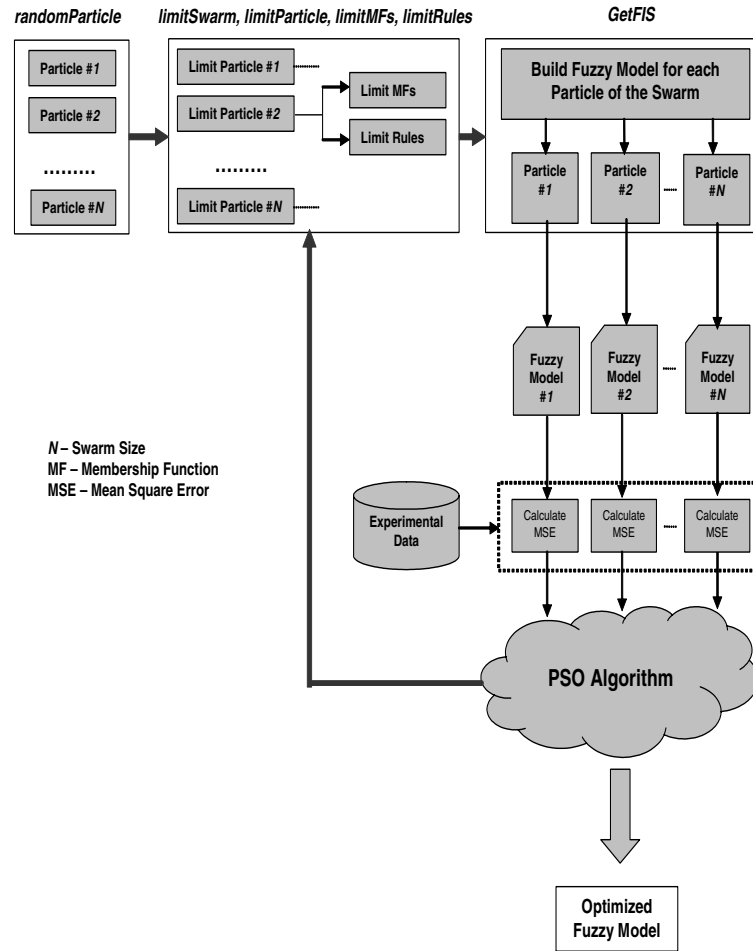 randomParticle
limitSwarm, limitParticle, limitMFs, limitRules
GetFIS
Particle #1
Particle #2
.........
Particle #N
Limit Particle #1 ........
Limit Particle #2
.........
Limit Particle #N ........
Limit MFs
Limit Rules
Build Fuzzy Model for each
Particle of the Swarm
Particle
#1
Particle
#2
......
Particle
#N
Fuzzy
Model
#1
Fuzzy
Model
#2
......
Fuzzy
Model
#N
N – Swarm Size
MF – Membership Function
MSE – Mean Square Error
Experimental
Data
Calculate
MSE
Calculate
MSE
......
Calculate
MSE
PSO Algorithm
Optimized
Fuzzy Model